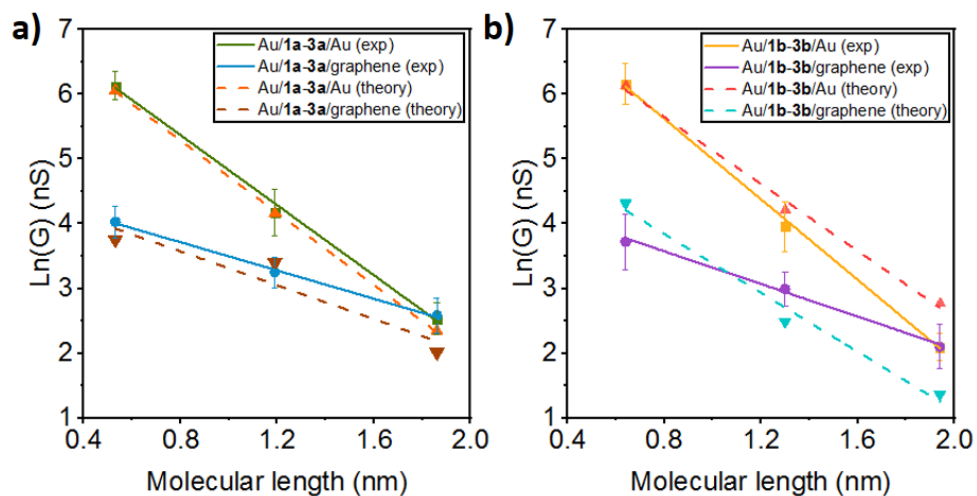 a)
Ln(G) (nS)
7
6
5
4
3
2
1
Au/1a-3a/Au (exp)
Au/1a-3a/graphene (exp)
Au/1a-3a/Au (theory)
Au/1a-3a/graphene (theory)
0.4 0.8 1.2 1.6 2.0
Molecular length (nm)
b)
Ln(G) (nS)
7
6
5
4
3
2
1
Au/1b-3b/Au (exp)
Au/1b-3b/graphene (exp)
Au/1b-3b/Au (theory)
Au/1b-3b/graphene (theory)
0.4 0.8 1.2 1.6 2.0
Molecular length (nm)